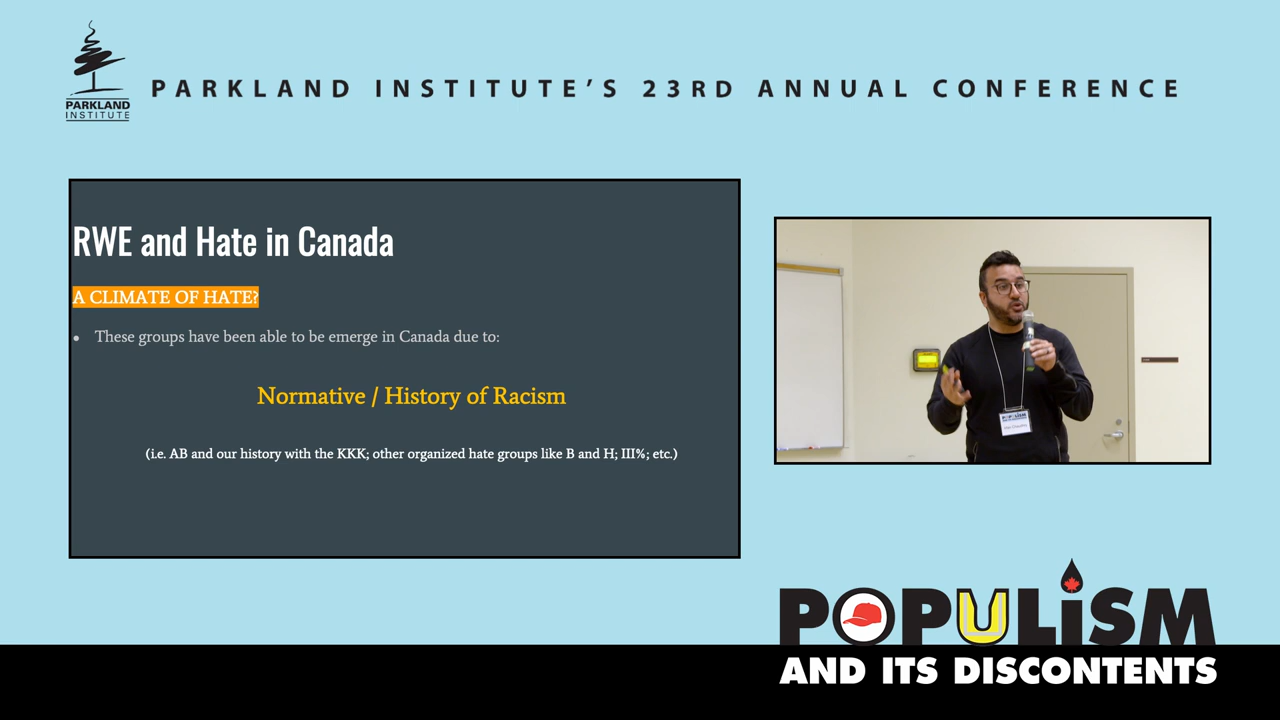 PARKLAND
INSTITUTE
PARKLAND INSTITUTE'S 23RD ANNUAL CONFERENCE
RWE and Hate in Canada
A CLIMATE OF HATE?
• These groups have been able to be emerge in Canada due to:
Normative / History of Racism
(i.e. AB and our history with the KKK; other organized hate groups like B and H; III%; etc.)
POPULISM
POPULiSM
AND ITS DISCONTENTS